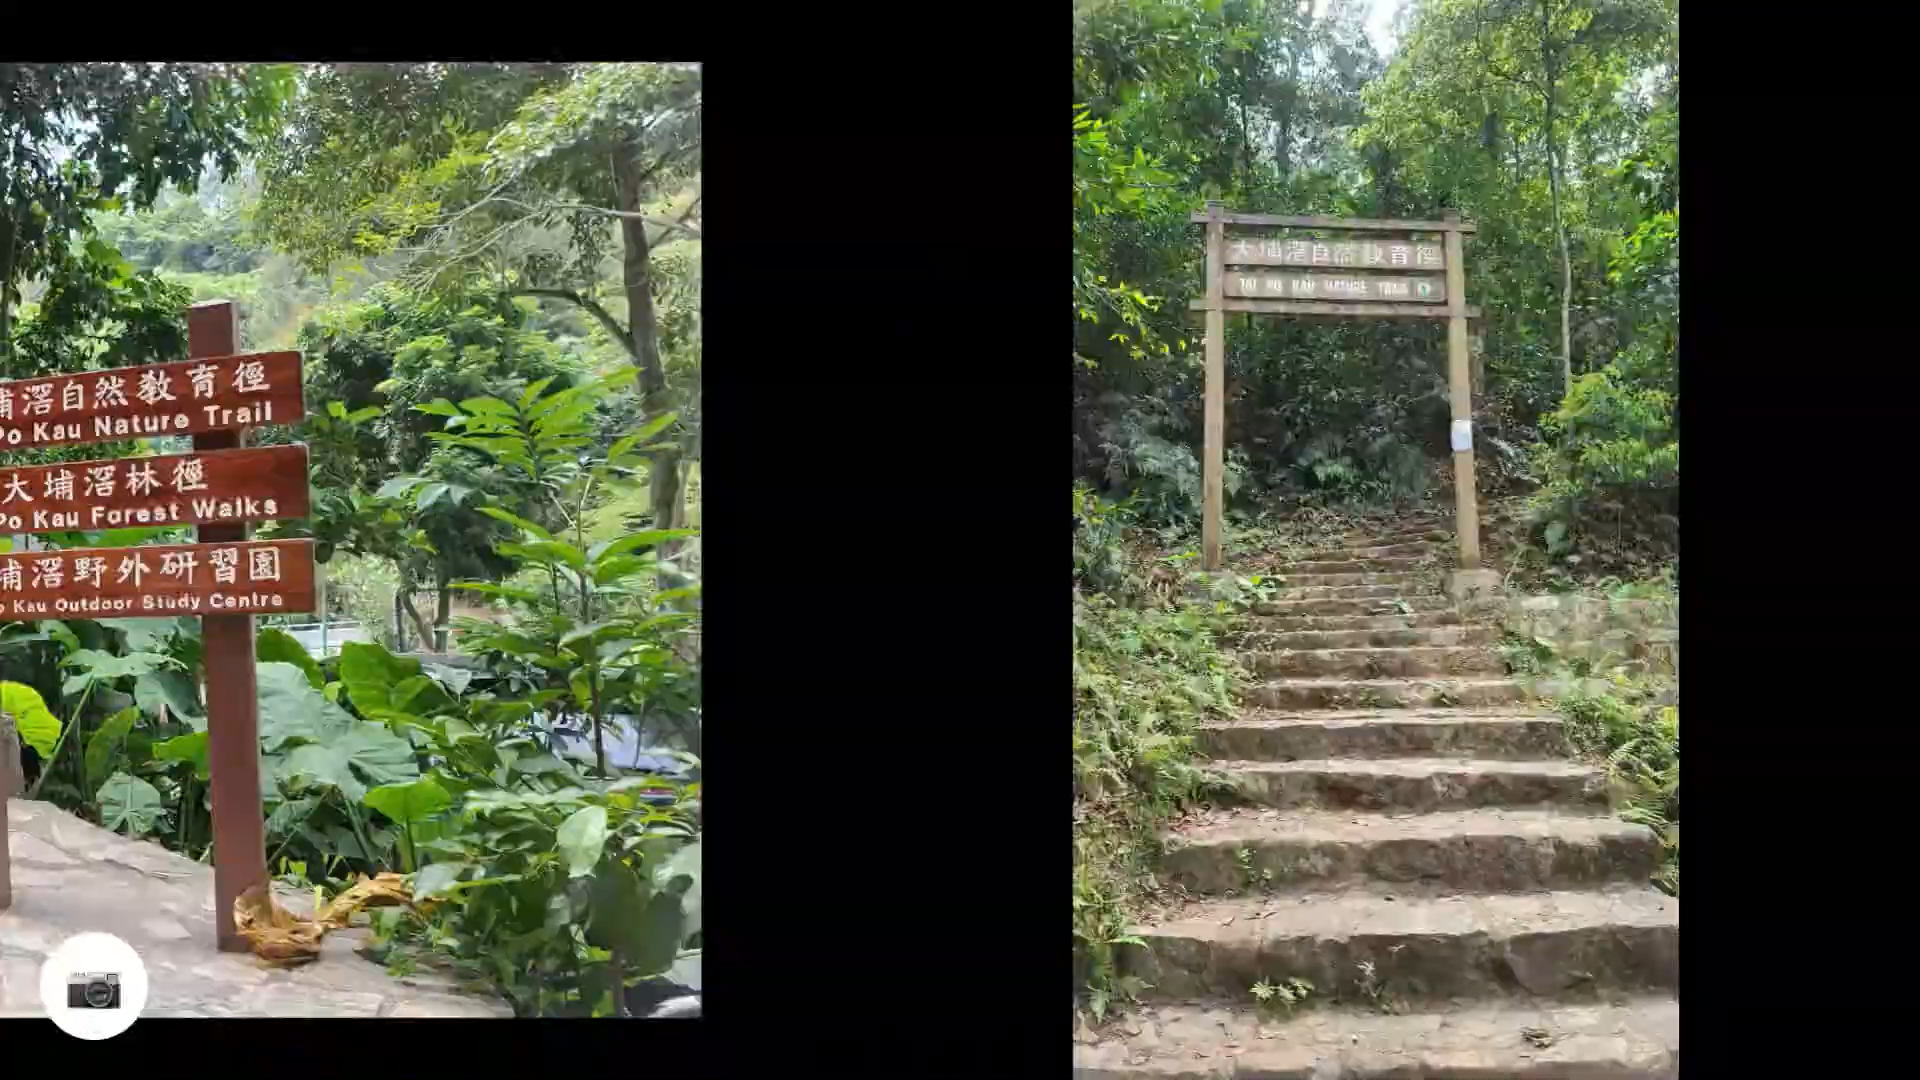 埔滘自然教育徑
Po Kau Nature Trail
大埔滘林徑
Po Kau Forest Walks
埔滘野外研習園
Kau Outdoor Study Centre
大埔滘自然教育徑
TAI PO KAU NATURE TRAIL